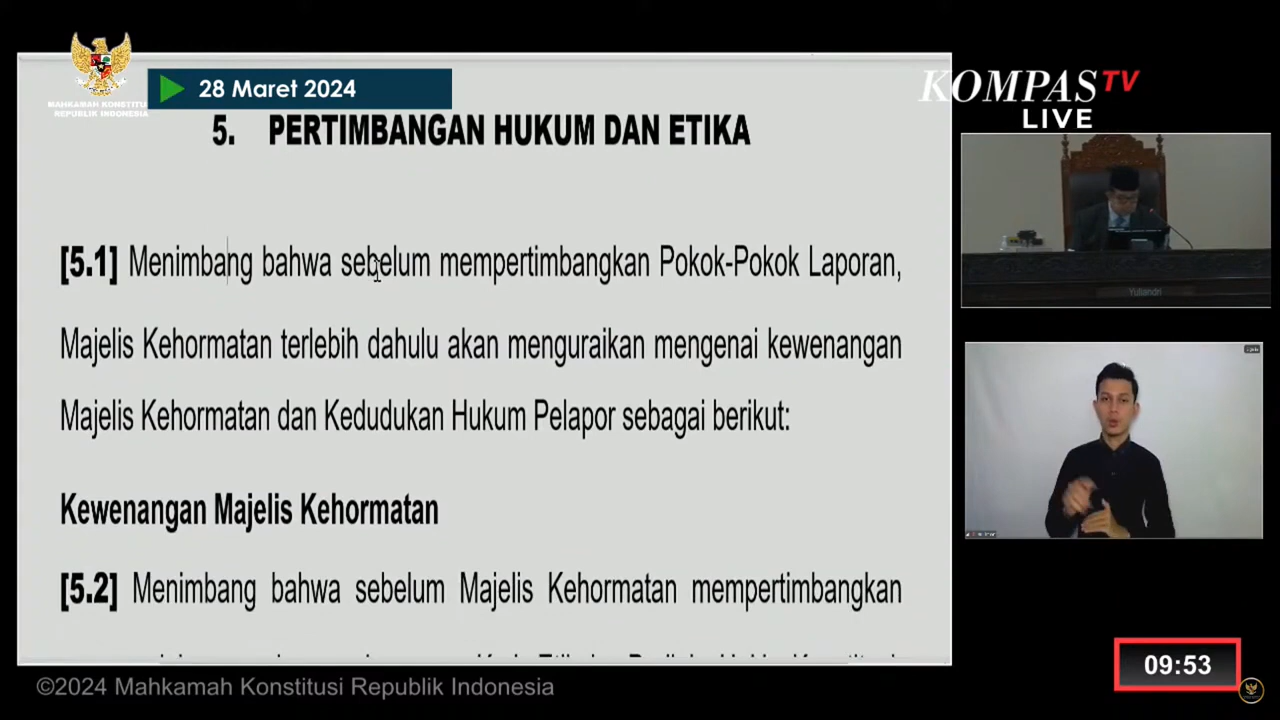 MAHKAMAH KONSTITUSI
REPUBLIK INDONESIA
28 Maret 2024
KOMPAS TV
LIVE
5. PERTIMBANGAN HUKUM DAN ETIKA
[5.1] Menimbang bahwa sebelum mempertimbangkan Pokok-Pokok Laporan,
Majelis Kehormatan terlebih dahulu akan menguraikan mengenai kewenangan
Majelis Kehormatan dan Kedudukan Hukum Pelapor sebagai berikut:
Kewenangan Majelis Kehormatan
[5.2] Menimbang bahwa sebelum Majelis Kehormatan mempertimbangkan
Yuliandri
09:53
©2024 Mahkamah Konstitusi Republik Indonesia